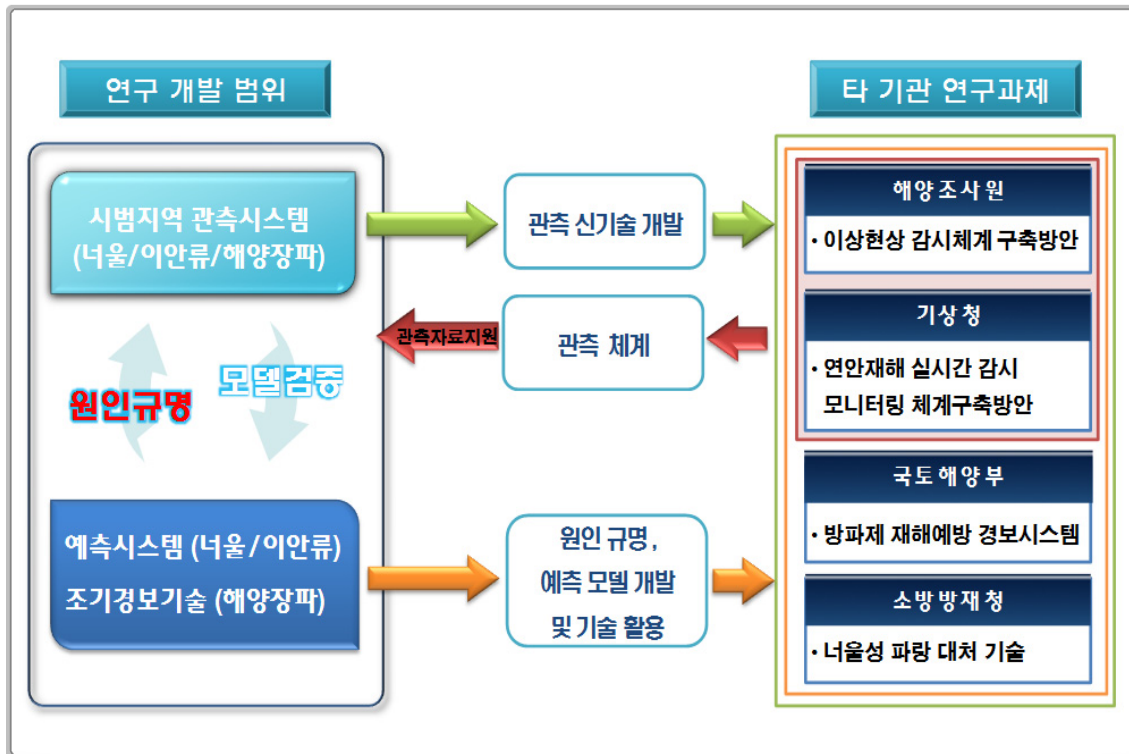 연구 개발 범위
시범지역 관측시스템
(너울/이안류/해양장파)
원인규명
모델검증
예측시스템 (너울/이안류)
조기경보기술 (해양장파)
관측 신기술 개발
관측자료지원
관측 체계
원인 규명,
예측 모델 개발
및 기술 활용
타 기관 연구과제
해양조사원
• 이상현상 감시체계 구축방안
기상청
• 연안재해 실시간 감시
모니터링 체계구축방안
국토해양부
• 방파제 재해예방 경보시스템
소방방재청
• 너울성 파랑 대처 기술